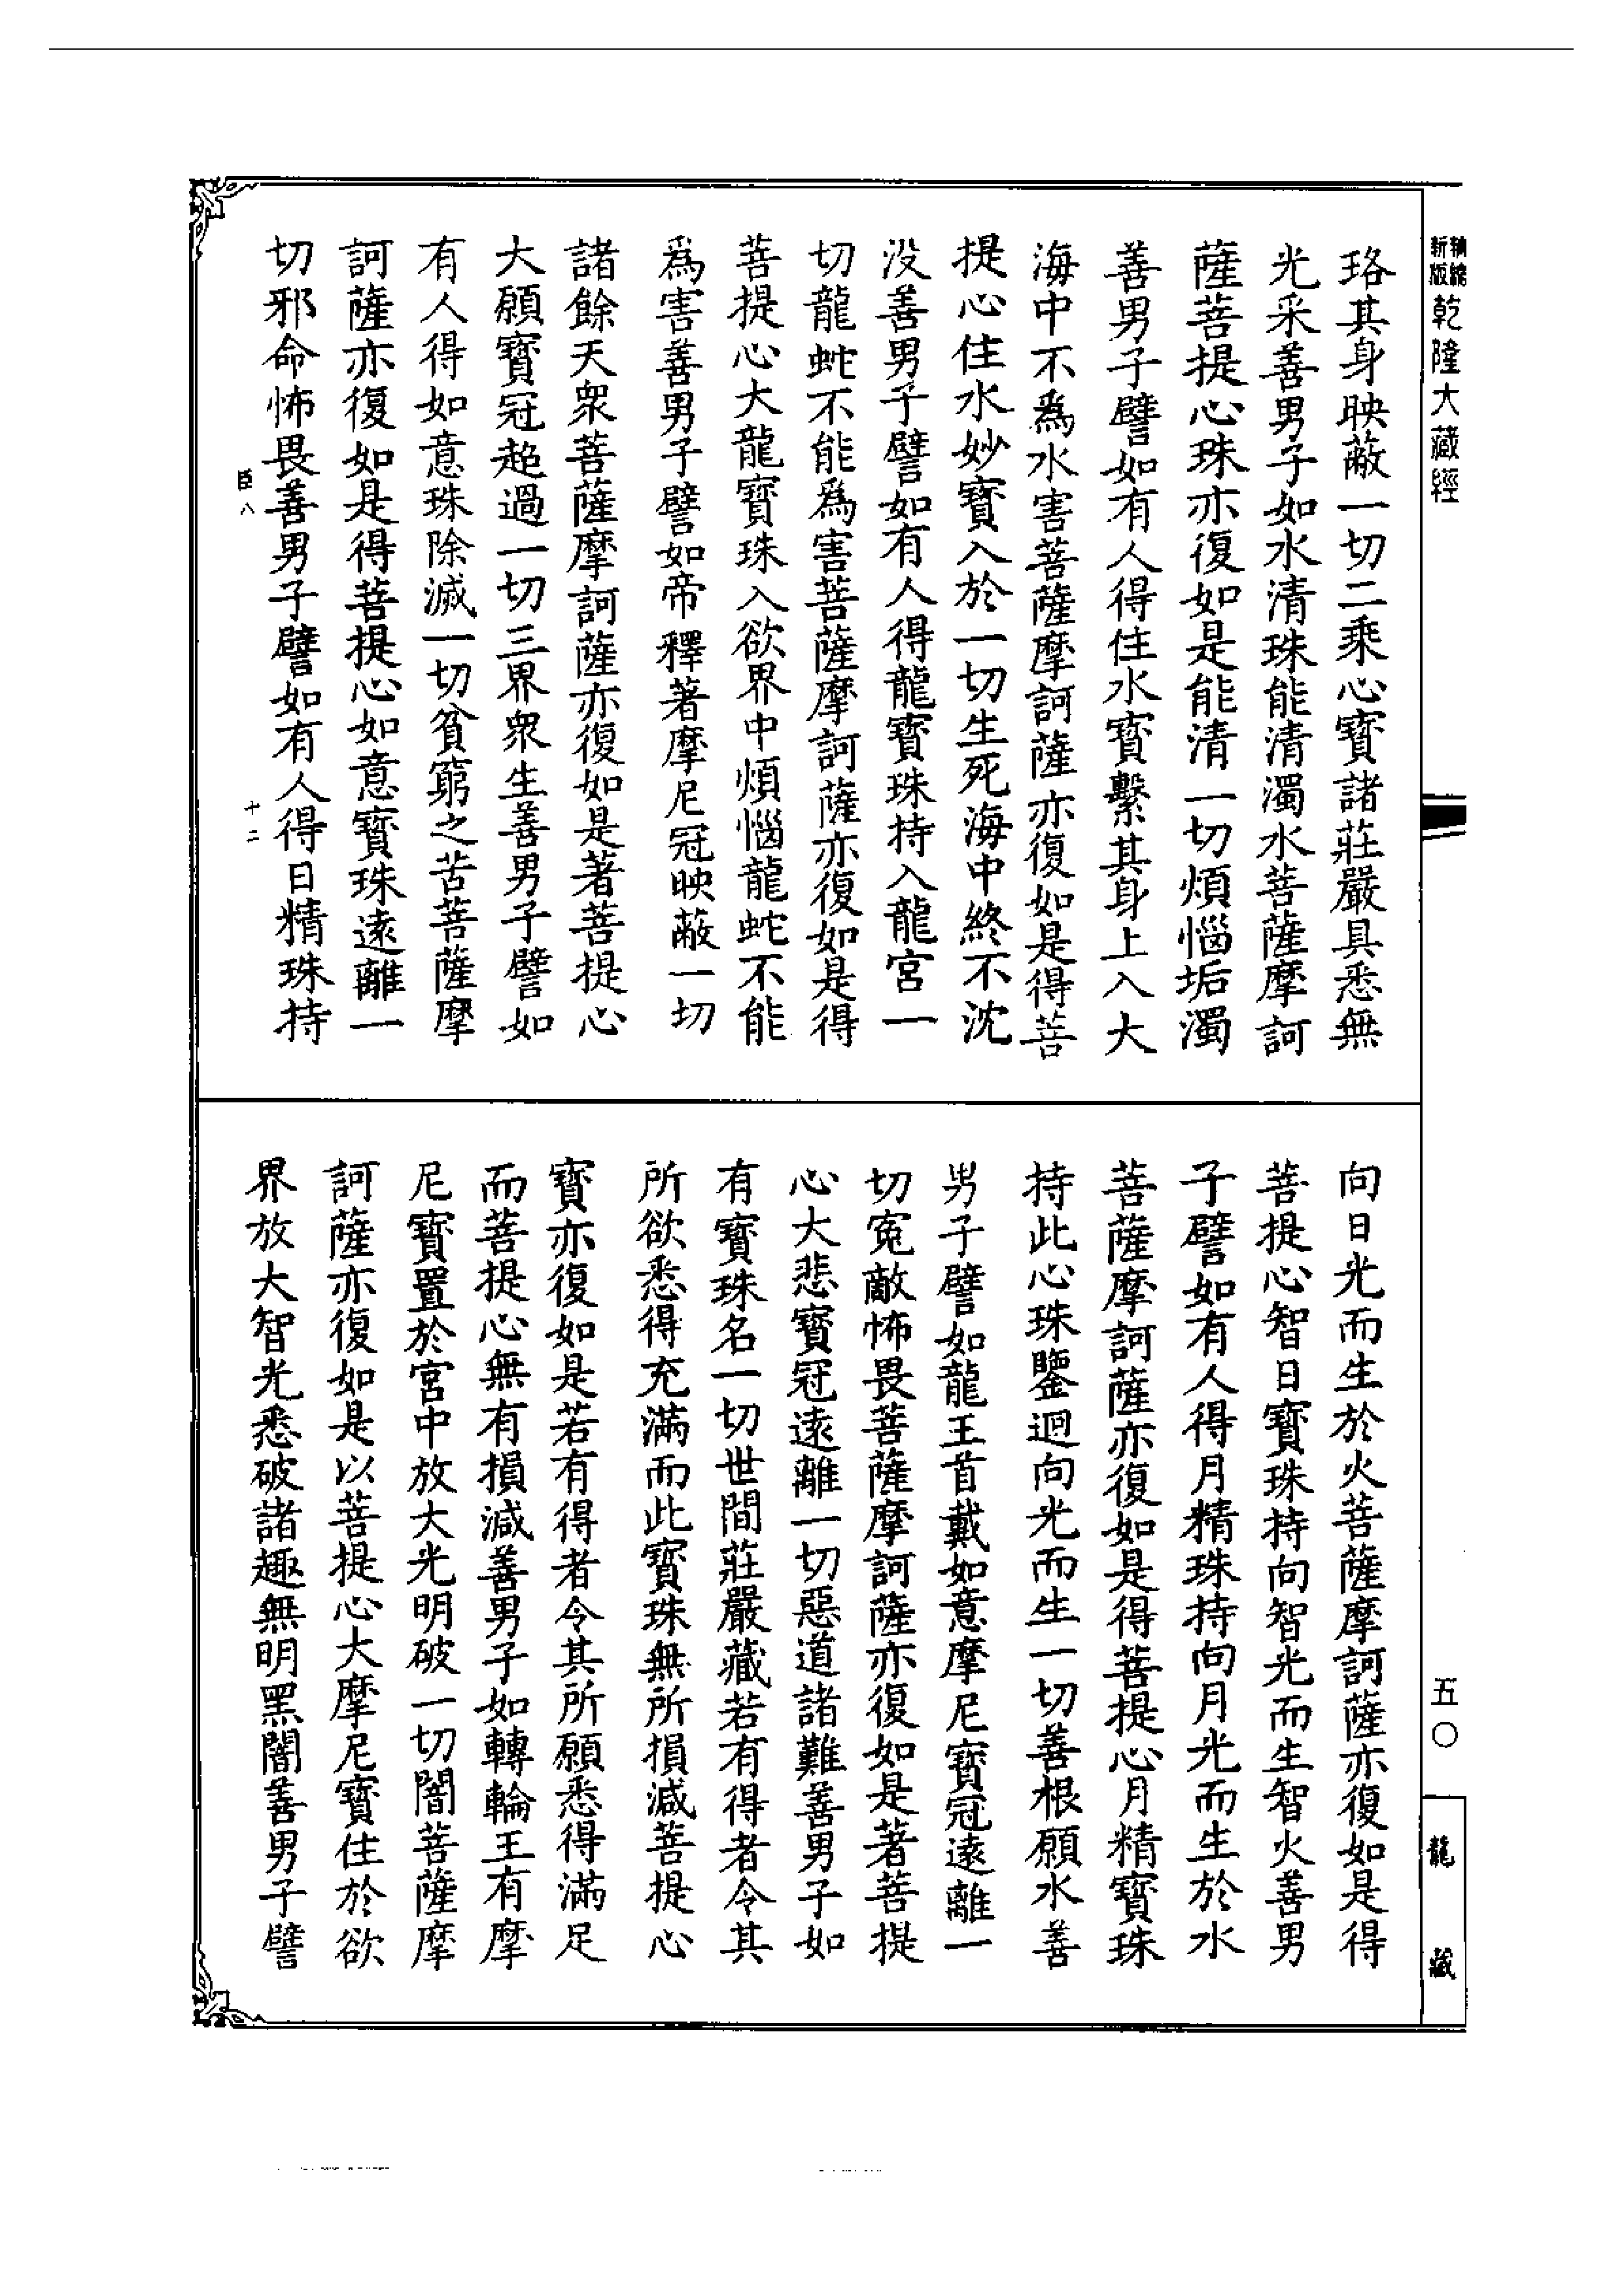 精縮新版乾隆大藏經
五〇
龍藏
珞其身映蔽一切二乘心寶諸莊嚴具悉無
光采善男子如水清珠能清濁水菩薩摩訶
薩菩提心珠亦復如是能清一切煩惱垢濁
善男子譬如有人得住水寶繫其身上入大
海中不為水害菩薩摩訶薩亦復如是得菩
提心住水妙寶入於一切生死海中終不沈
没善男子譬如有人得龍寶珠持入龍宮一
切龍蛇不能為害菩薩摩訶薩亦復如是得
菩提心大龍寶珠入欲界中煩惱龍蛇不能
為害善男子譬如帝釋著摩尼冠映蔽一切
諸餘天眾菩薩摩訶薩亦復如是著菩提心
大願寶冠超過一切三界眾生善男子譬如
有人得如意珠除滅一切貧窮之苦菩薩摩
訶薩亦復如是得菩提心如意寶珠遠離一
切邪命怖畏善男子譬如有人得日精珠持
臣八
十二
向日光而生於火菩薩摩訶薩亦復如是得
菩提心智日寶珠持向智光而生智火善男
子譬如有人得月精珠持向月光而生於水
菩薩摩訶薩亦復如是得菩提心月精寶珠
持此心珠鑒迴向光而生一切善根願水善
男子譬如龍王首戴如意摩尼寶冠遠離一
切寃敵怖畏菩薩摩訶薩亦復如是著菩提
心大悲寶冠遠離一切惡道諸難善男子如
有寶珠名一切世間莊嚴藏若有得者令其
所欲悉得充滿而此寶珠無所損減菩提心
寶亦復如是若有得者令其所願悉得滿足
而菩提心無有損減善男子如轉輪王有摩
尼寶置於宮中放大光明破一切闇菩薩摩
訶薩亦復如是以菩提心大摩尼寶住於欲
界放大智光悉破諸趣無明黑闇善男子譬